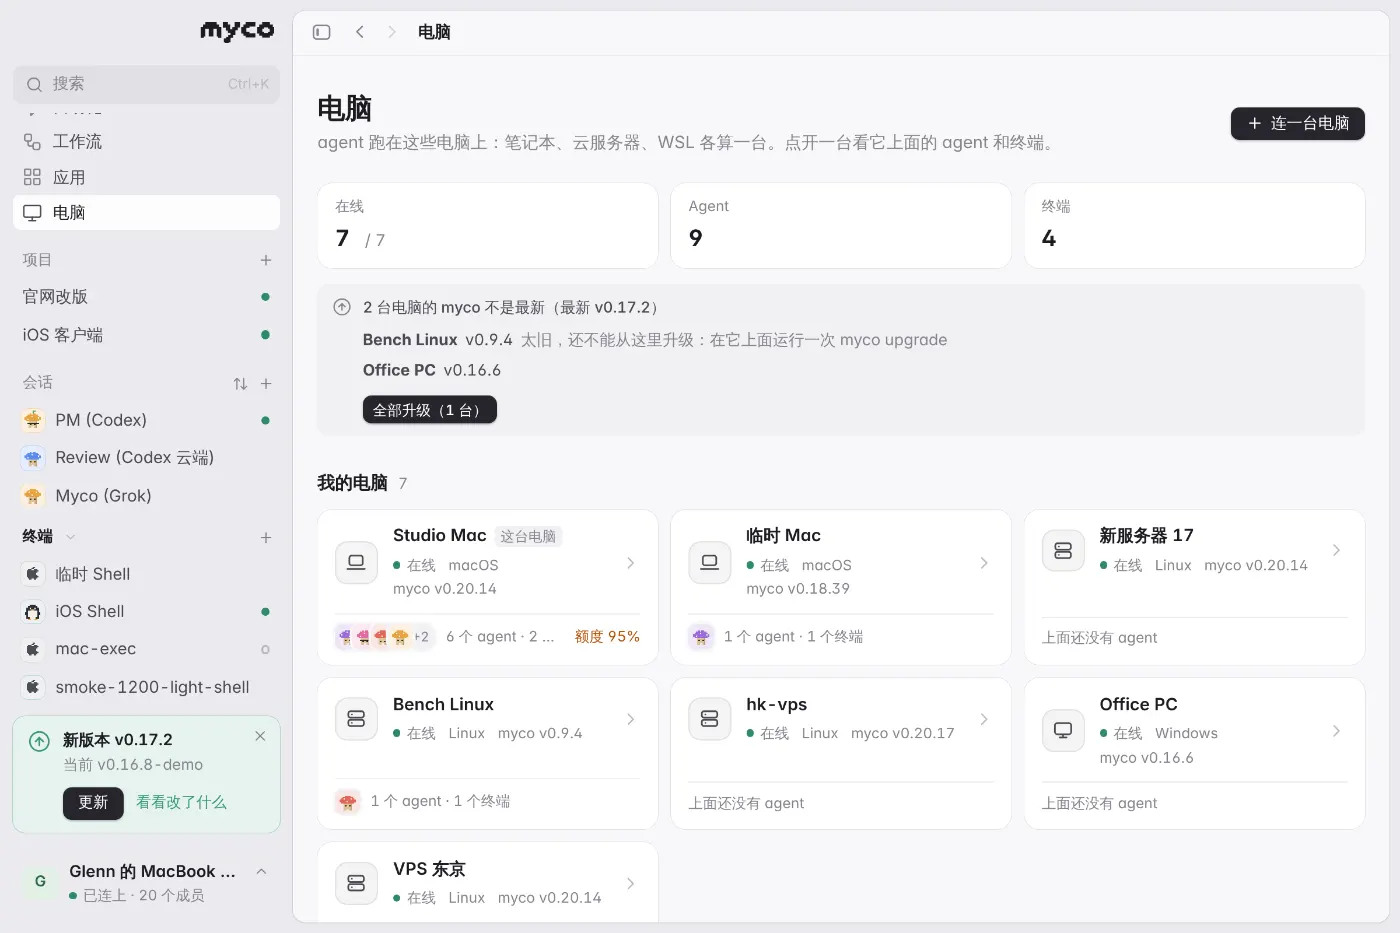 myco
搜索
Ctrl+K
工作流
应用
电脑
项目
官网改版
iOS 客户端
会话
PM (Codex)
Review (Codex 云端)
Myco (Grok)
终端
临时 Shell
iOS Shell
mac-exec
smoke-1200-light-shell
新版本 v0.17.2
当前 v0.16.8-demo
更新
看看改了什么
G
Glenn 的 MacBook ...
已连上 · 20 个成员
电脑
电脑
agent 跑在这些电脑上：笔记本、云服务器、WSL 各算一台。点开一台看它上面的 agent 和终端。
+ 连一台电脑
在线
7 / 7
Agent
9
终端
4
2 台电脑的 myco 不是最新（最新 v0.17.2）
Bench Linux v0.9.4 太旧，还不能从这里升级：在它上面运行一次 myco upgrade
Office PC v0.16.6
全部升级（1 台）
我的电脑 7
Studio Mac 这台电脑
在线 macOS
myco v0.20.14
+2 6 个 agent · 2 ... 额度 95%
临时 Mac
在线 macOS
myco v0.18.39
1 个 agent · 1 个终端
新服务器 17
在线 Linux myco v0.20.14
上面还没有 agent
Bench Linux
在线 Linux myco v0.9.4
1 个 agent · 1 个终端
hk-vps
在线 Linux myco v0.20.17
上面还没有 agent
Office PC
在线 Windows
myco v0.16.6
上面还没有 agent
VPS 东京
在线 Linux myco v0.20.14